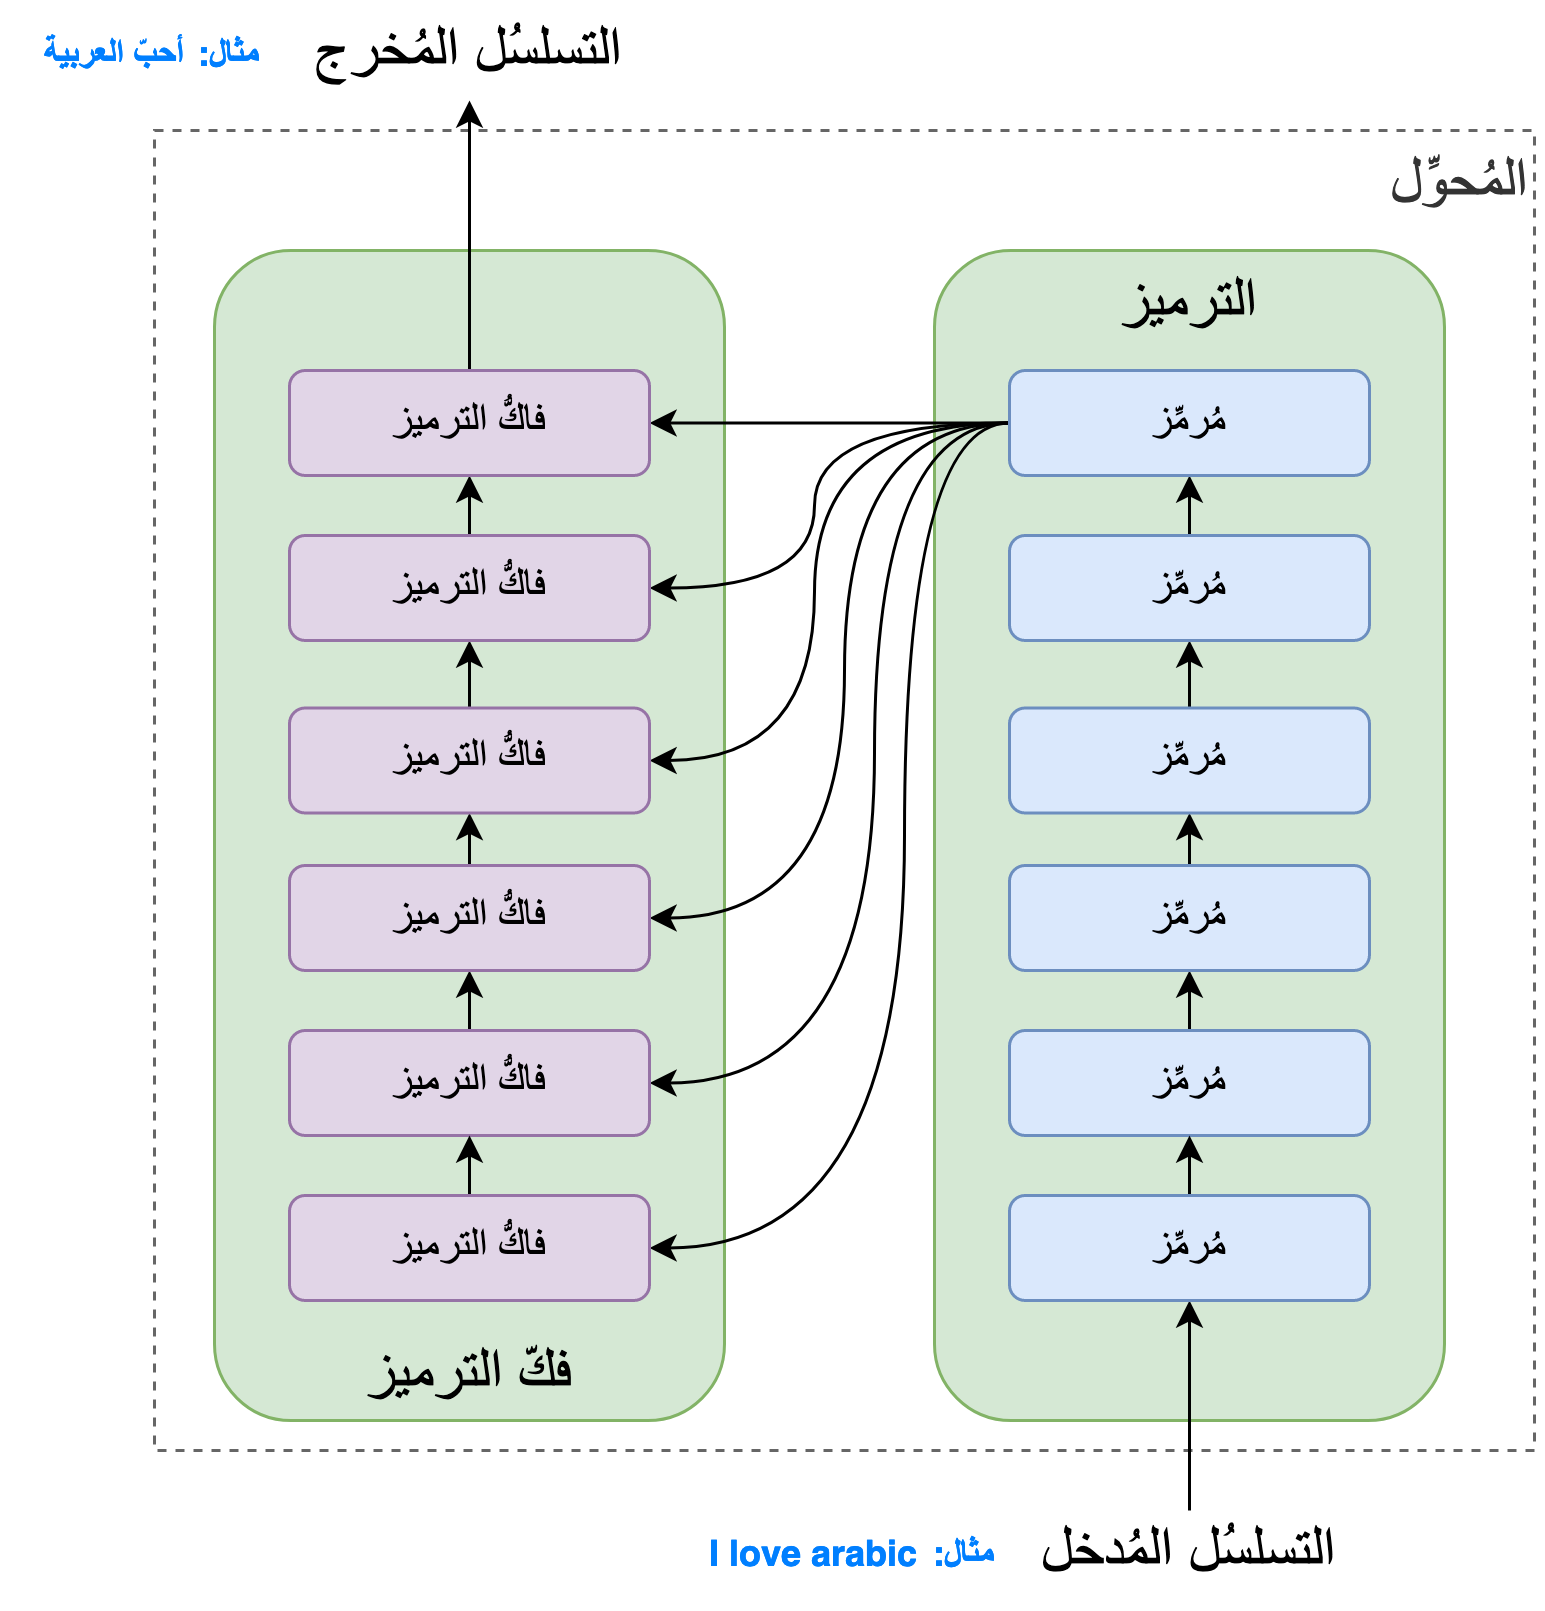 التسلسُل المُخرج مثال: أحبّ العربية
المُحوِّل
الترميز
مُرمِّز
مُرمِّز
مُرمِّز
مُرمِّز
مُرمِّز
مُرمِّز
فاكُّ الترميز
فاكُّ الترميز
فاكُّ الترميز
فاكُّ الترميز
فاكُّ الترميز
فاكُّ الترميز
فكّ الترميز
التسلسُل المُدخل مثال: I love arabic